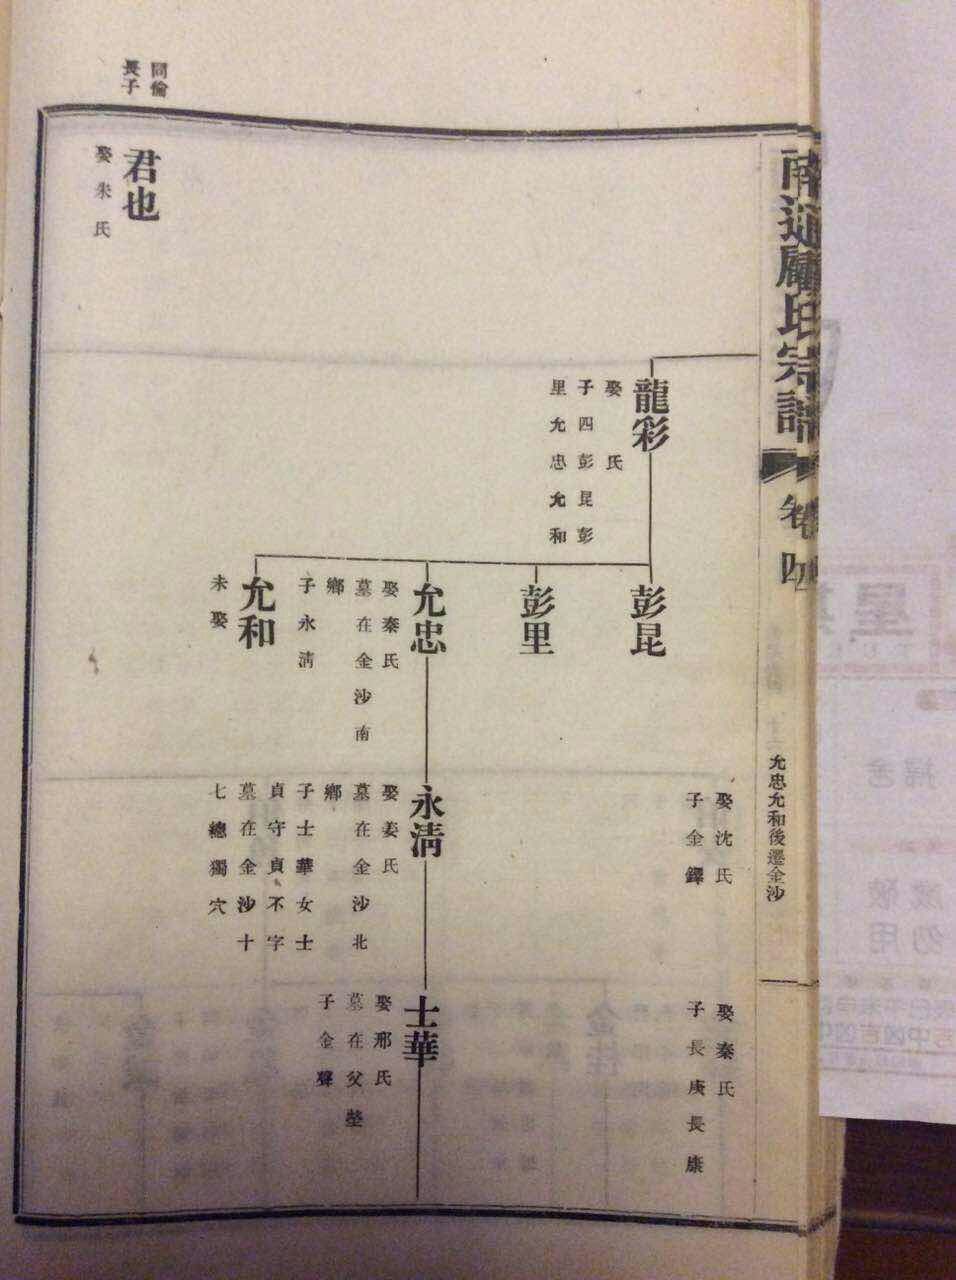 南通顧氏宗譜
卷四
允忠允和後遷金沙
娶沈氏
子金鐸
娶秦氏
子長庚長康
龍彩
娶 氏
子四彭昆彭
里允忠允和
彭昆
彭里
允忠
娶秦氏
墓在金沙南
鄉
子永清
允和
未娶
永清
娶姜氏
墓在金沙北
鄉
子士華女士
貞守貞不字
墓在金沙十
七總獨穴
士華
娶邢氏
墓在父塋
子金聲
同倫
長子
君也
娶朱氏